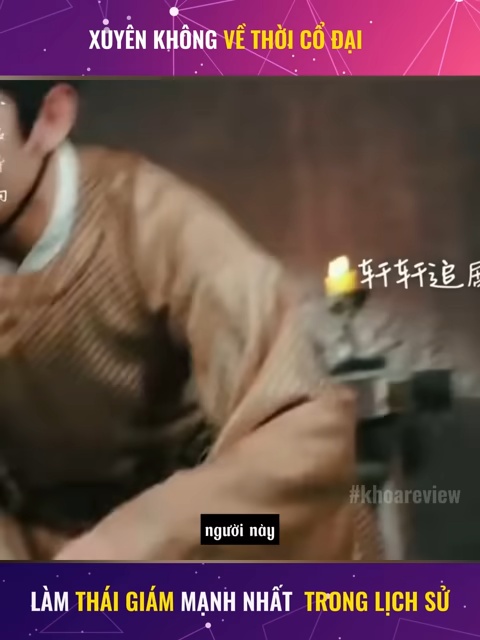 XUYÊN KHÔNG VỀ THỜI CỔ ĐẠI
轩轩追
#khoareview
người này
LÀM THÁI GIÁM MẠNH NHẤT TRONG LỊCH SỬ